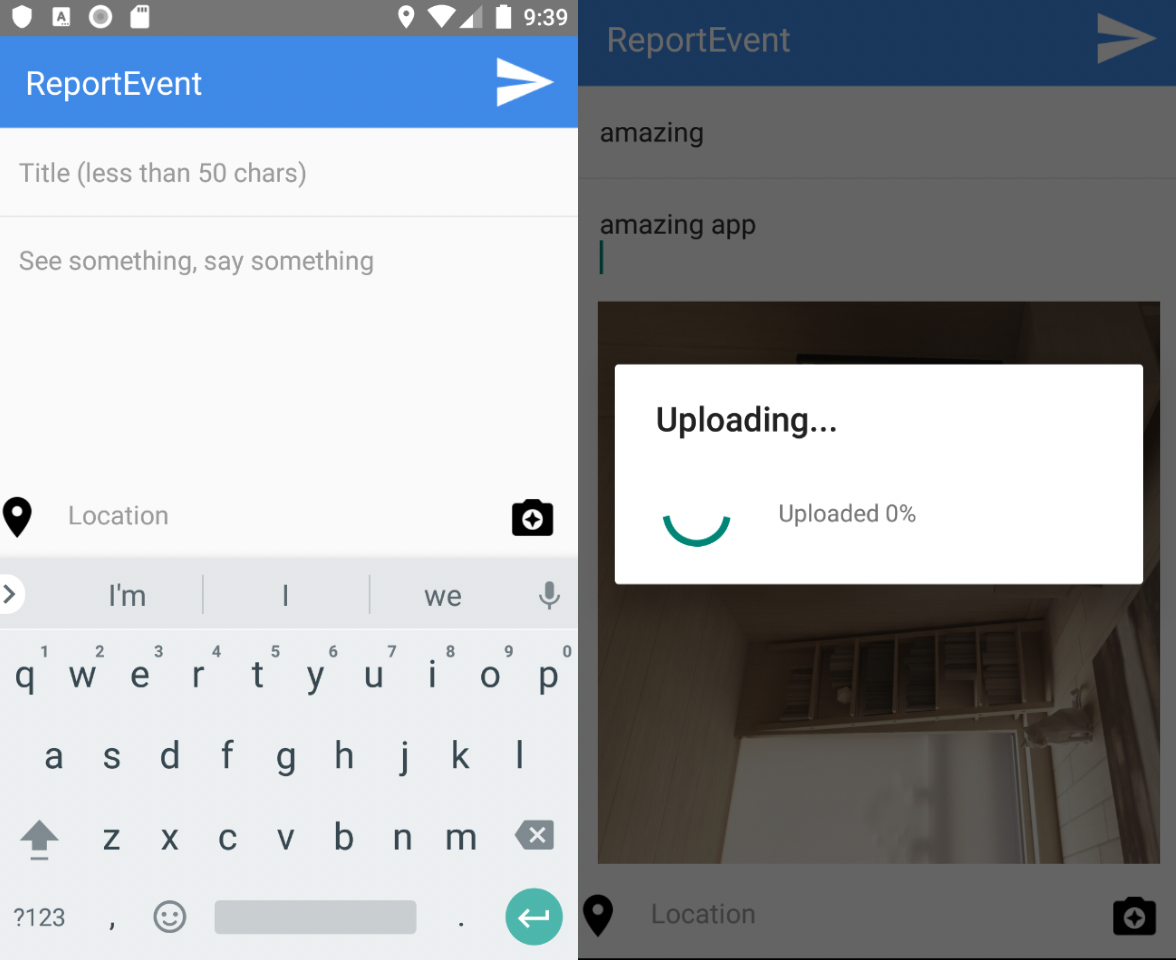 9:39
ReportEvent
Title (less than 50 chars)
See something, say something
Location
I'm I we
1 2 3 4 5 6 7 8 9 0
q w e r t y u i o p
a s d f g h j k l
z x c v b n m
?123 , .
ReportEvent
amazing
amazing app
Uploading...
Uploaded 0%
Location